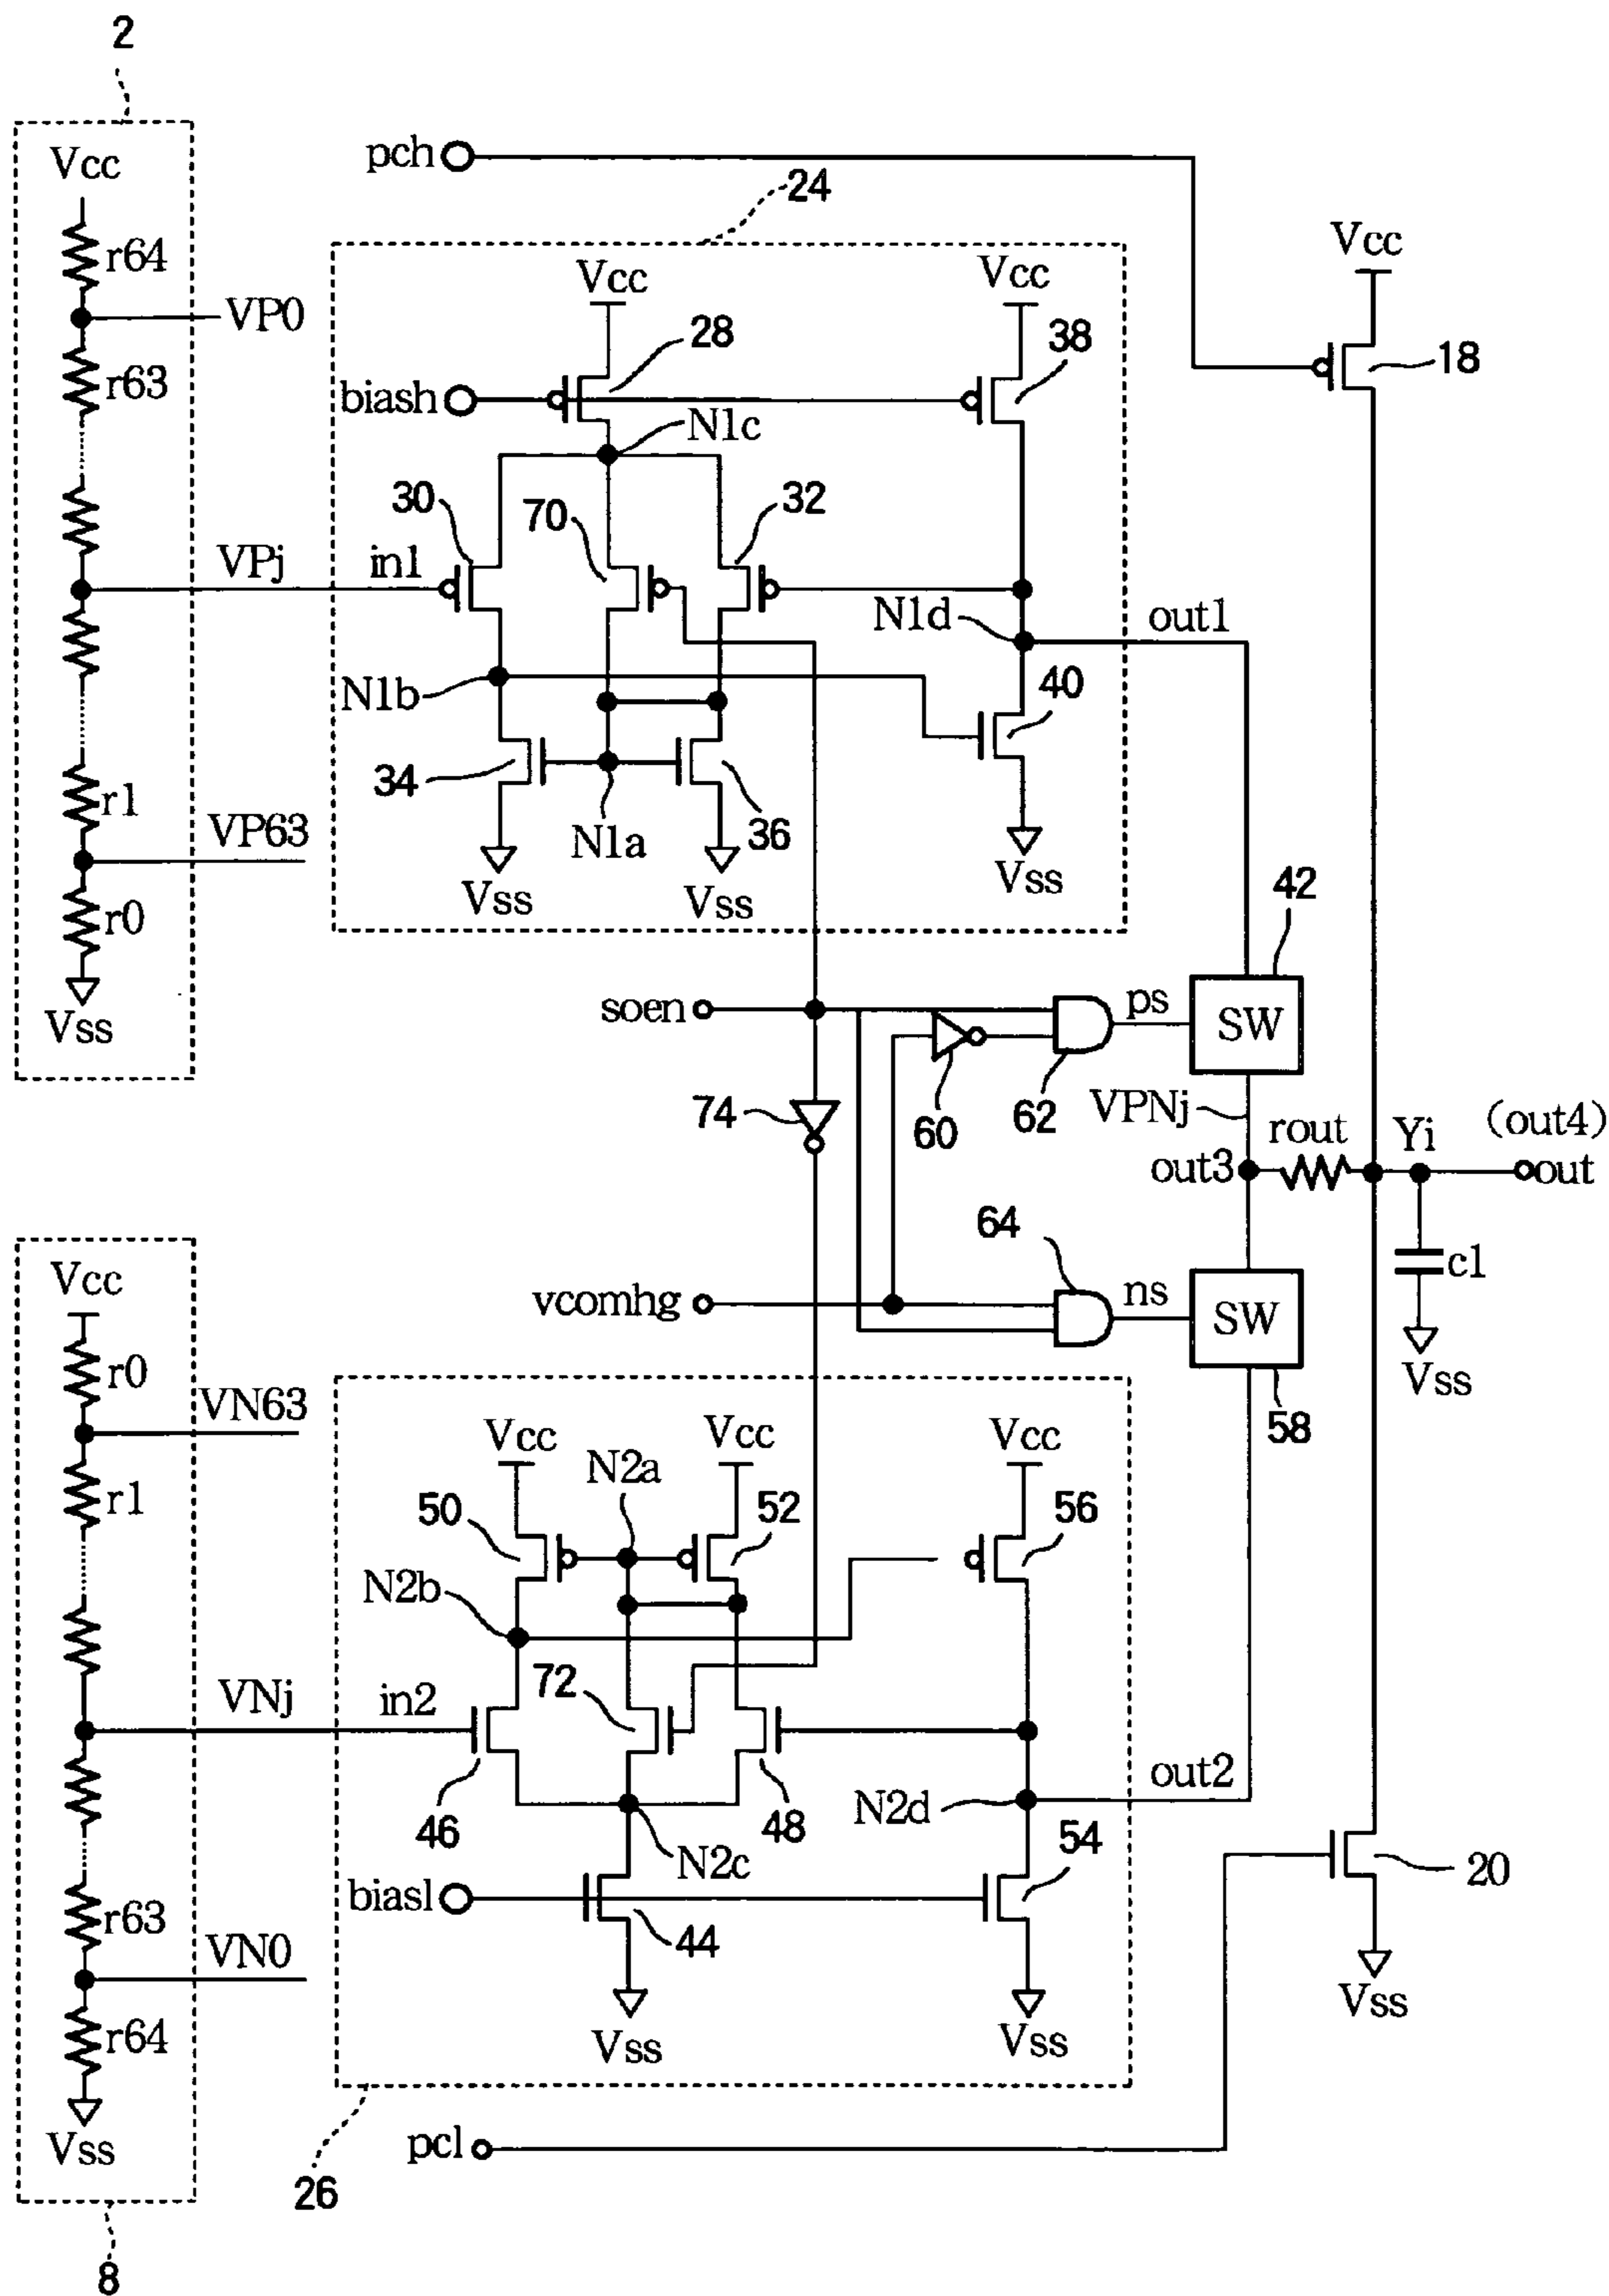 2
Vcc
r64
VP0
r63
VPj
r1
VP63
r0
Vss
pch
24
Vcc
Vcc
Vcc
28
38
18
biash
N1c
30
70
32
in1
N1d
out1
N1b
40
34
N1a
36
Vss
Vss
Vss
42
soen
ps
SW
74
60
62
VPNj
rout
Yi
(out4)
out3
out
64
vcomhg
ns
SW
c1
Vss
58
Vcc
r0
VN63
r1
VNj
r63
VN0
r64
Vss
8
Vcc
Vcc
Vcc
N2a
50
52
56
N2b
72
in2
46
48
N2d
out2
N2c
54
20
biasl
44
Vss
Vss
Vss
pcl
26